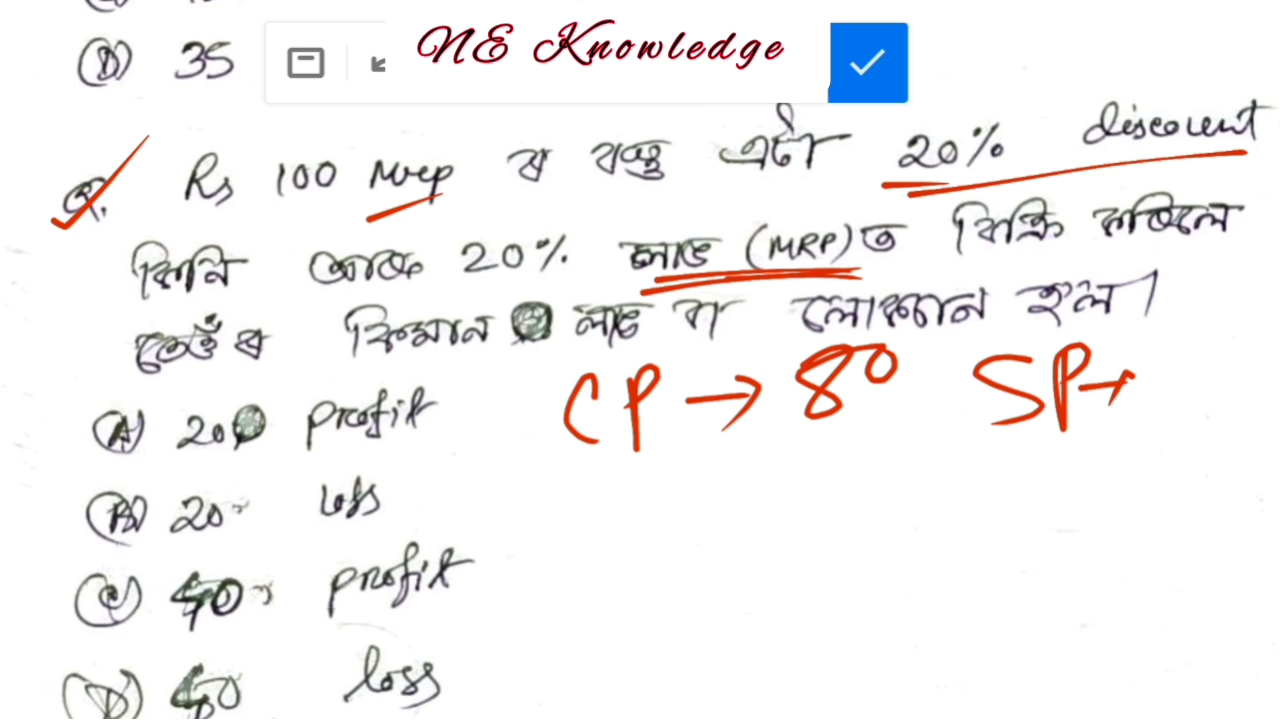 (D) 35
NE Knowledge
Q. Rs 100 MRP ৰ বস্তু এটা 20% discount
কিনি আকৌ 20% লাভ (MRP)ত বিক্ৰি কৰিলে
তেওঁৰ কিমান লাভ বা লোকচান হ'ল।
CP → 80 SP →
(A) 20 profit
(B) 20 loss
(C) 40 profit
(D) 40 loss